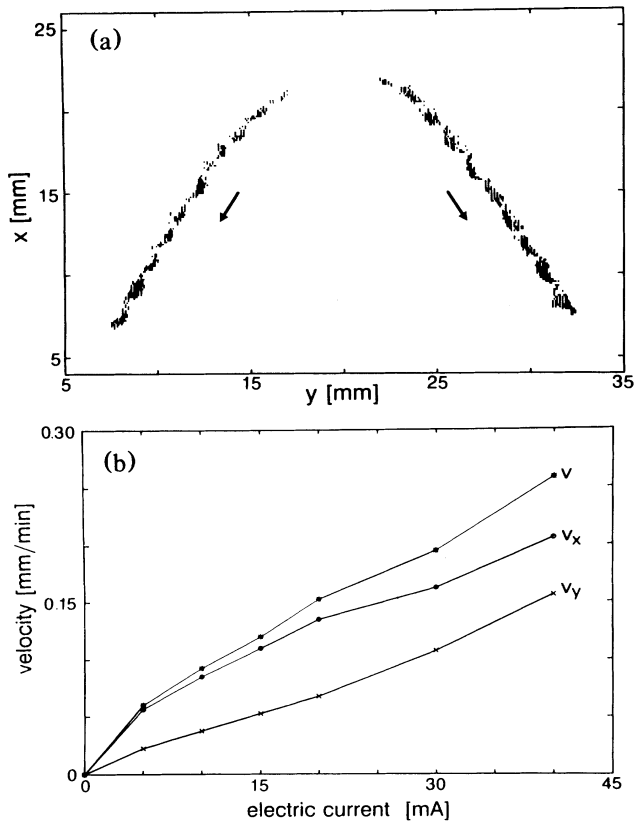 (a)
25
15
5
x [mm]
5 15 25 35
y [mm]
(b)
0.30
0.15
0
velocity [mm/min]
v
vx
vy
0 15 30 45
electric current [mA]